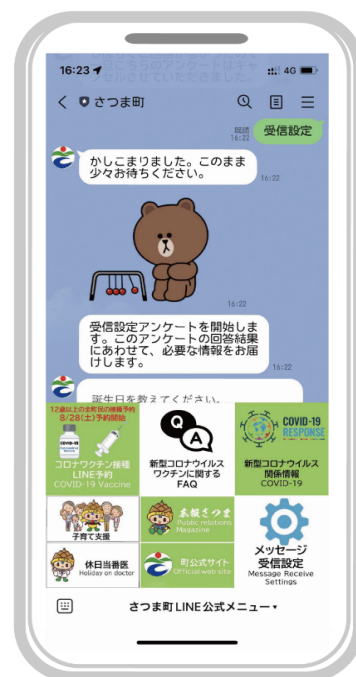 16:23
4G
さつま町
既読
16:22
受信設定
かしこまりました。このまま
少々お待ちください。
16:22
16:22
受信設定アンケートを開始しま
す。このアンケートの回答結果
にあわせて、必要な情報をお届
けします。
16:22
誕生日を教えてください。
12歳以上の全町民の接種予約
8/28(土)予約開始
COVID-19
コロナワクチン接種
LINE予約
COVID-19 Vaccine
Q
A
新型コロナウイルス
ワクチンに関する
FAQ
COVID-19
RESPONSE
新型コロナウイルス
関係情報
COVID-19
子育て支援
広報さつま
Public relations
Magazine
休日当番医
Holiday on doctor
町公式サイト
Official web site
メッセージ
受信設定
Message Receive
Settings
さつま町LINE公式メニュー▾